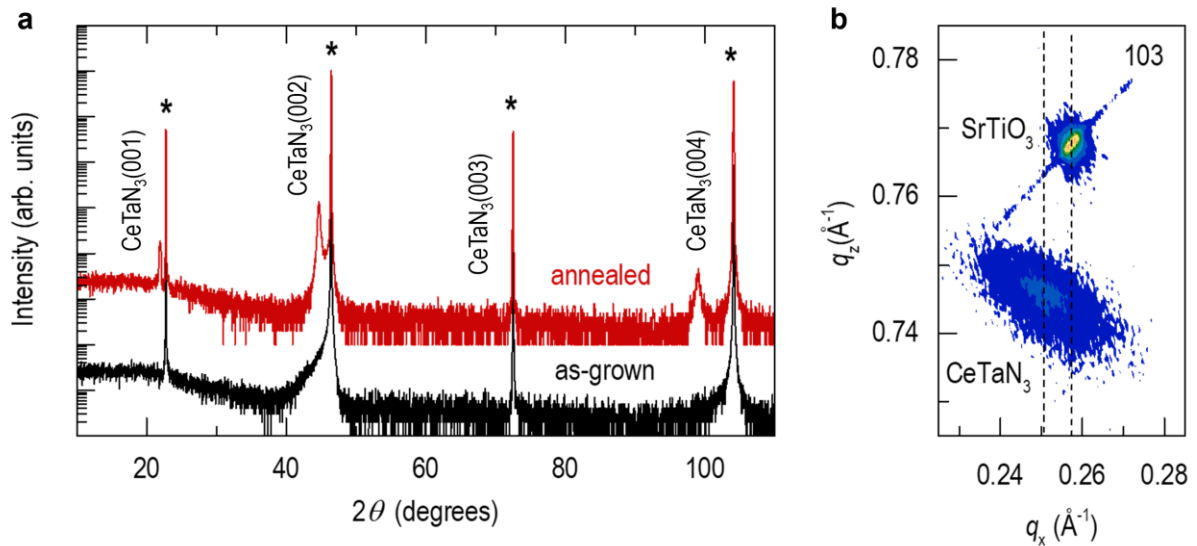 a
Intensity (arb. units)
CeTaN₃(001)
CeTaN₃(002)
CeTaN₃(003)
CeTaN₃(004)
*
*
*
*
annealed
as-grown
20
40
60
80
100
2θ (degrees)
b
0.78
0.76
0.74
q_z(Å⁻¹)
103
SrTiO₃
CeTaN₃
0.24
0.26
0.28
q_x (Å⁻¹)